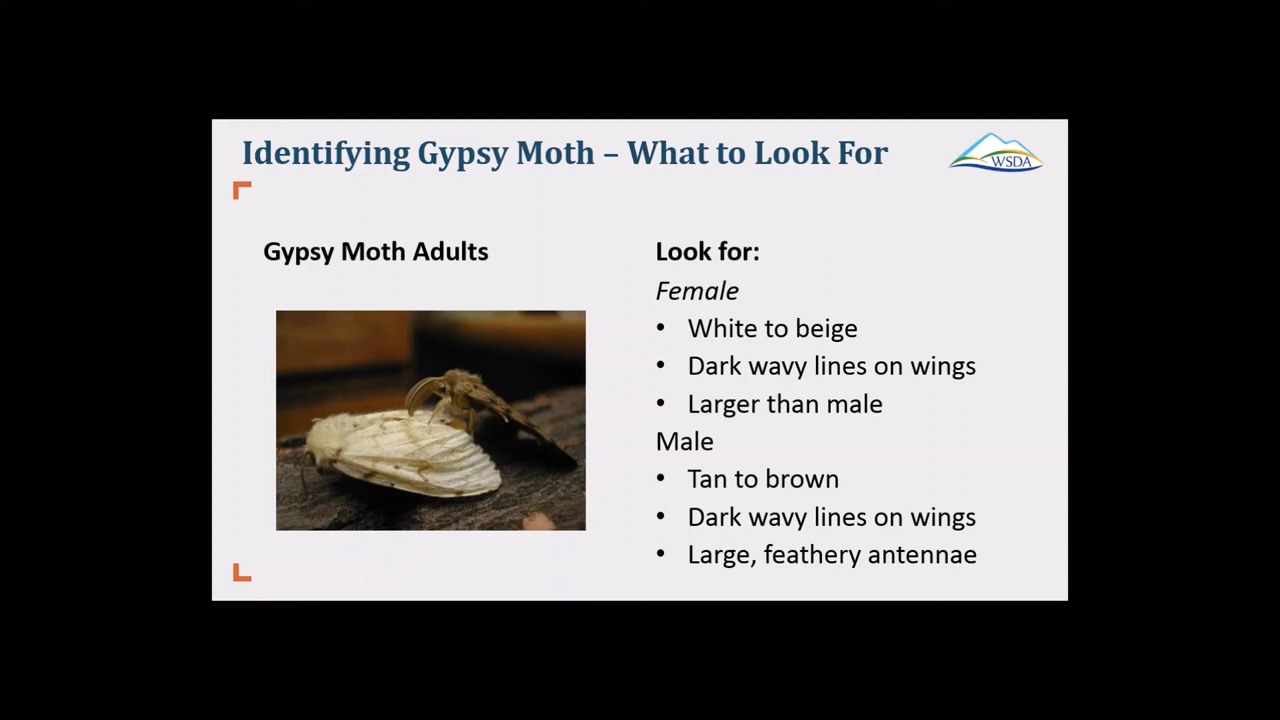 Identifying Gypsy Moth – What to Look For
WSDA
Gypsy Moth Adults
Look for:
Female
• White to beige
• Dark wavy lines on wings
• Larger than male
Male
• Tan to brown
• Dark wavy lines on wings
• Large, feathery antennae